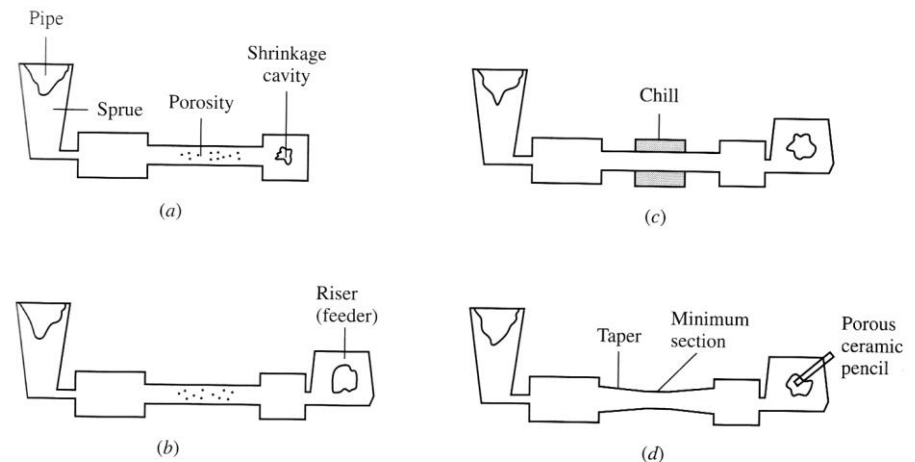 Pipe
Sprue
Porosity
Shrinkage
cavity
(a)
Chill
(c)
Riser
(feeder)
(b)
Taper
Minimum
section
Porous
ceramic
pencil
(d)